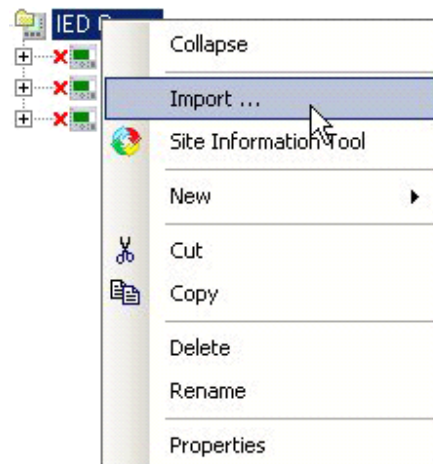 IED
Collapse
Import ...
Site Information Tool
New
Cut
Copy
Delete
Rename
Properties